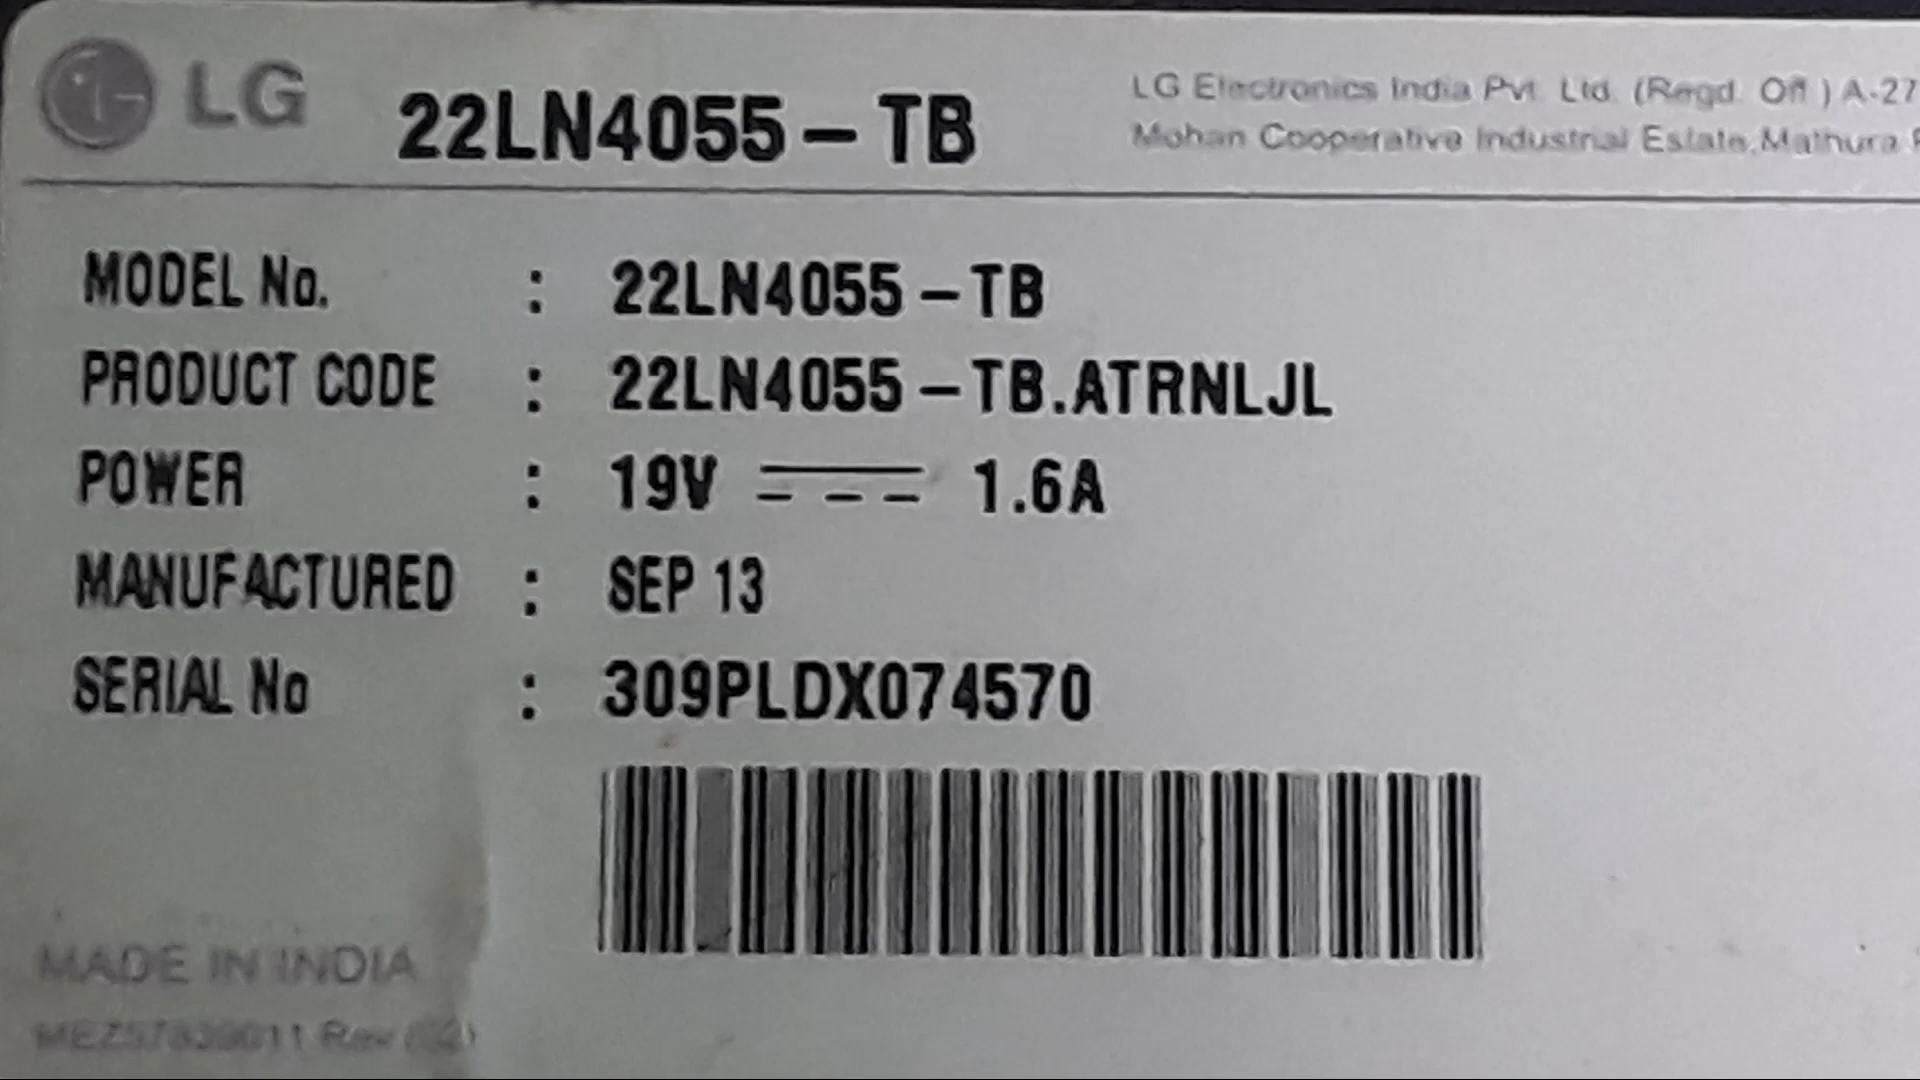 LG
22LN4055-TB
LG Electronics India Pvt. Ltd. (Regd. Off.) A-27
Mohan Cooperative Industrial Estate, Mathura
MODEL No. : 22LN4055-TB
PRODUCT CODE : 22LN4055-TB.ATRNLJL
POWER : 19V ⎓ 1.6A
MANUFACTURED : SEP 13
SERIAL No : 309PLDX074570
MADE IN INDIA
Rev